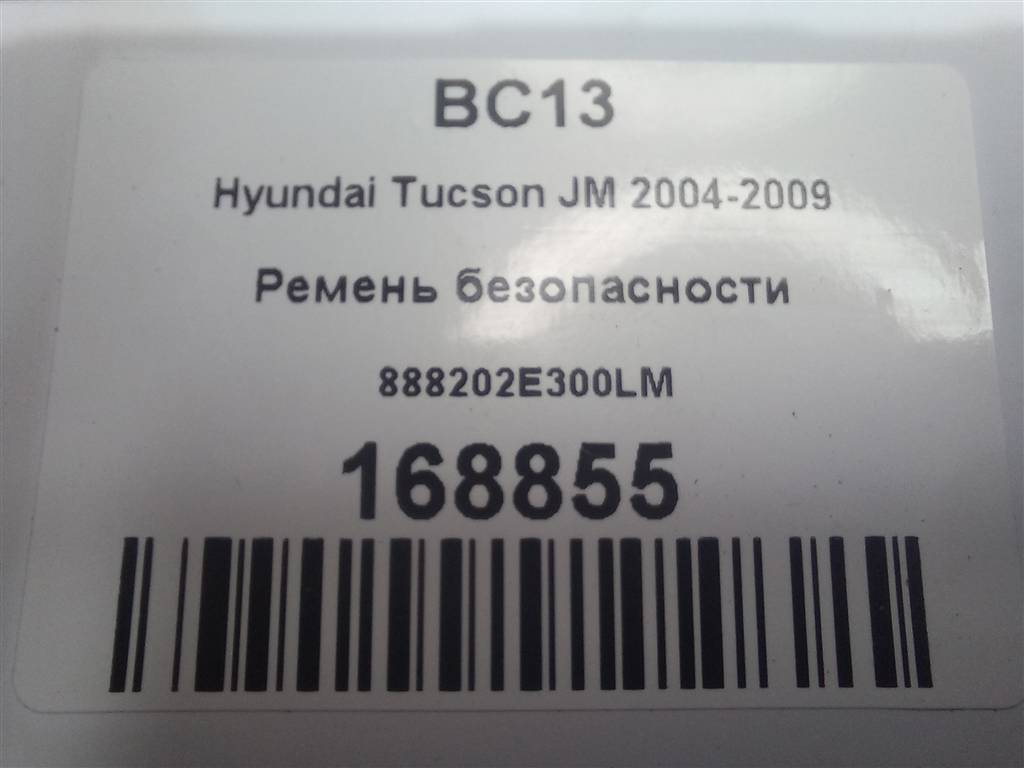 BC13
Hyundai Tucson JM 2004-2009
Ремень безопасности
888202E300LM
168855